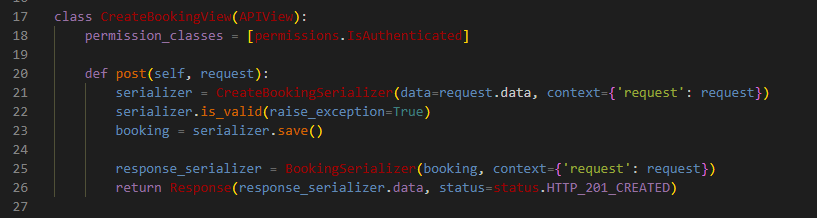 17 class CreateBookingView(APIView):
18     permission_classes = [permissions.IsAuthenticated]
19
20     def post(self, request):
21         serializer = CreateBookingSerializer(data=request.data, context={'request': request})
22         serializer.is_valid(raise_exception=True)
23         booking = serializer.save()
24
25         response_serializer = BookingSerializer(booking, context={'request': request})
26         return Response(response_serializer.data, status=status.HTTP_201_CREATED)
27